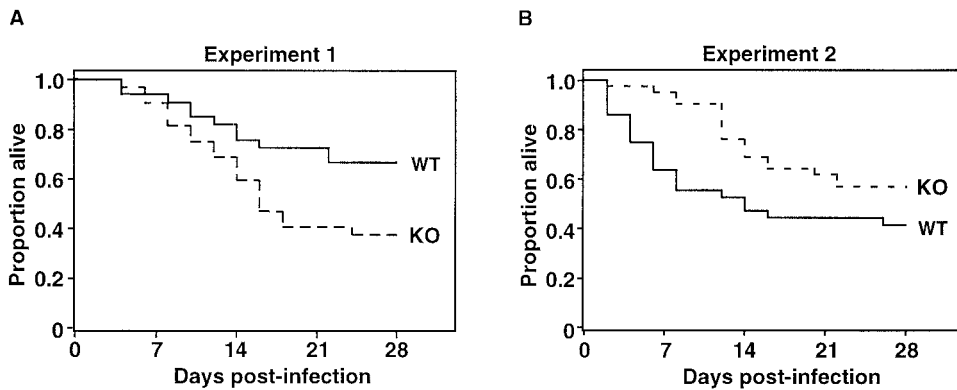 A
Experiment 1
Proportion alive
1.0
0.8
0.6
0.4
0.2
0
WT
KO
0 7 14 21 28
Days post-infection
B
Experiment 2
Proportion alive
1.0
0.8
0.6
0.4
0.2
0
KO
WT
0 7 14 21 28
Days post-infection